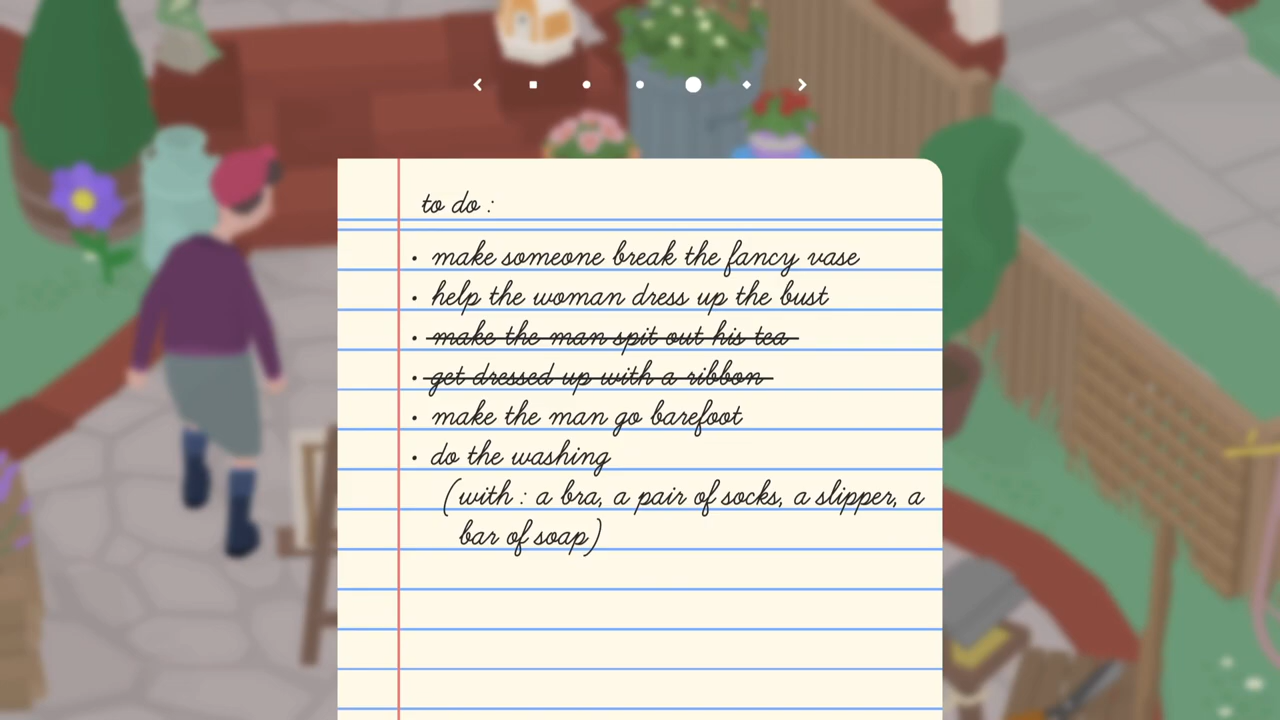 to do :
• make someone break the fancy vase
• help the woman dress up the bust
• make the man spit out his tea
• get dressed up with a ribbon
• make the man go barefoot
• do the washing
(with : a bra, a pair of socks, a slipper, a
bar of soap)